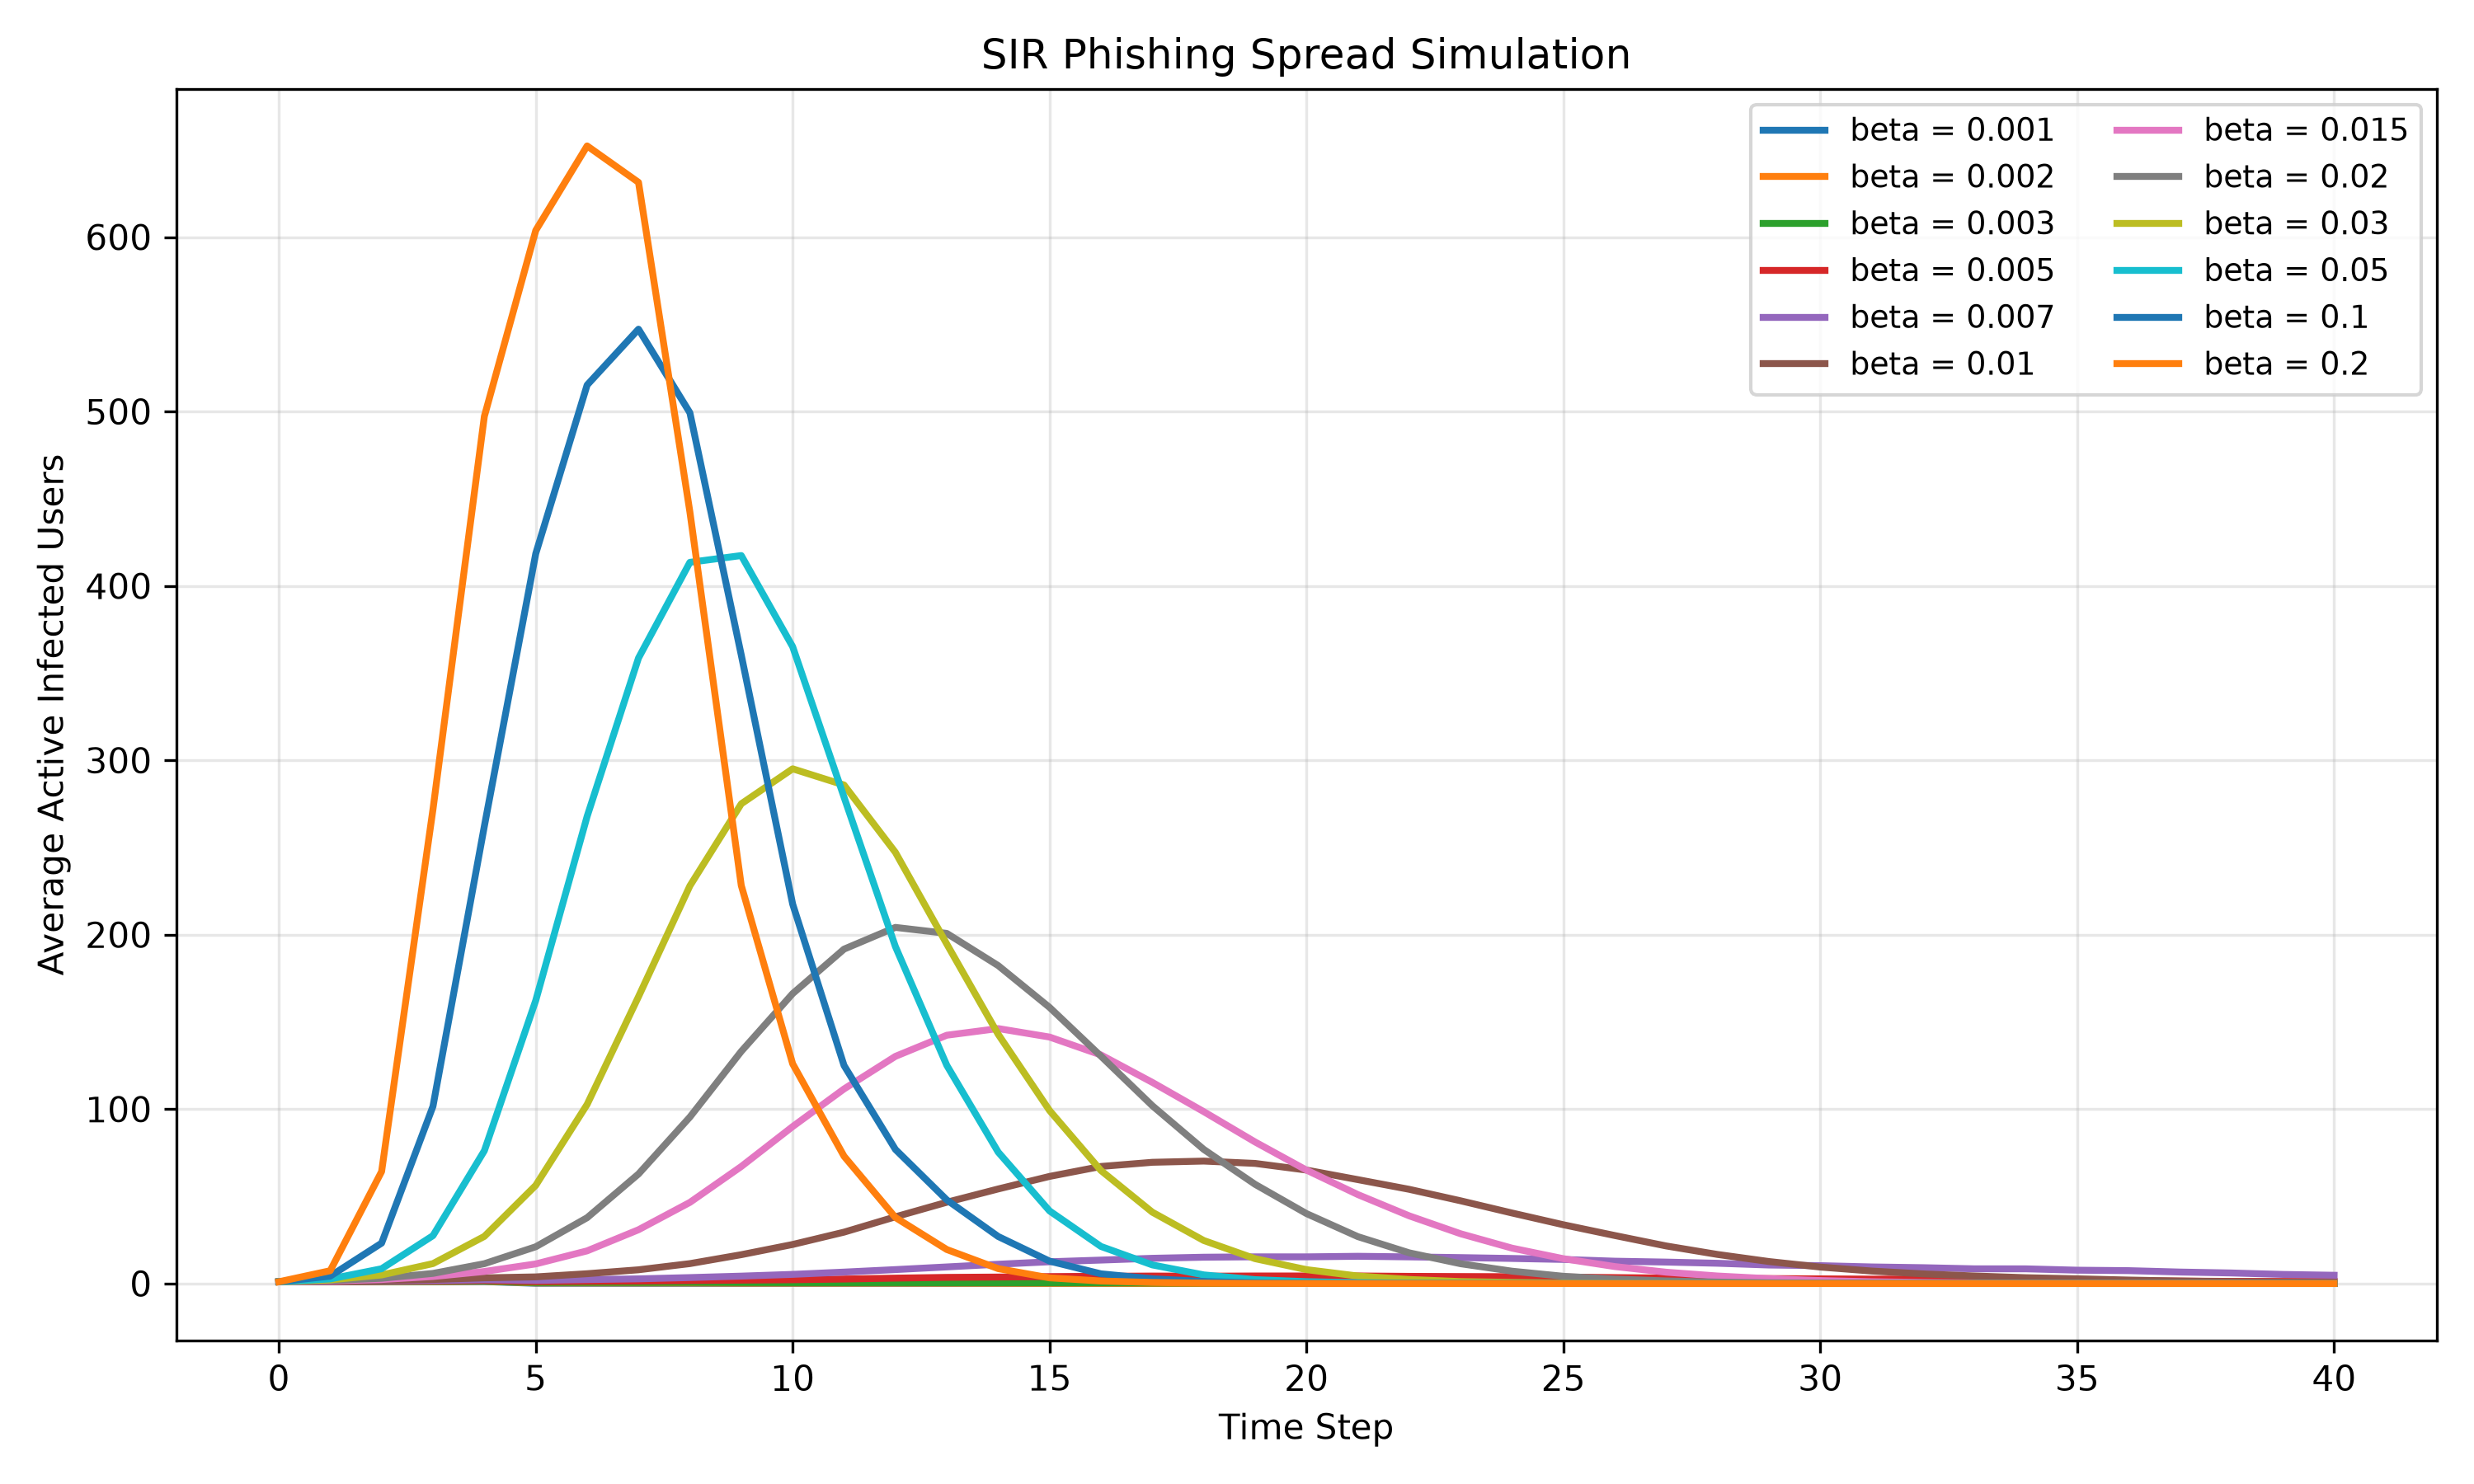 SIR Phishing Spread Simulation
beta = 0.001
beta = 0.002
beta = 0.003
beta = 0.005
beta = 0.007
beta = 0.01
beta = 0.015
beta = 0.02
beta = 0.03
beta = 0.05
beta = 0.1
beta = 0.2
Average Active Infected Users
600
500
400
300
200
100
0
0 5 10 15 20 25 30 35 40
Time Step